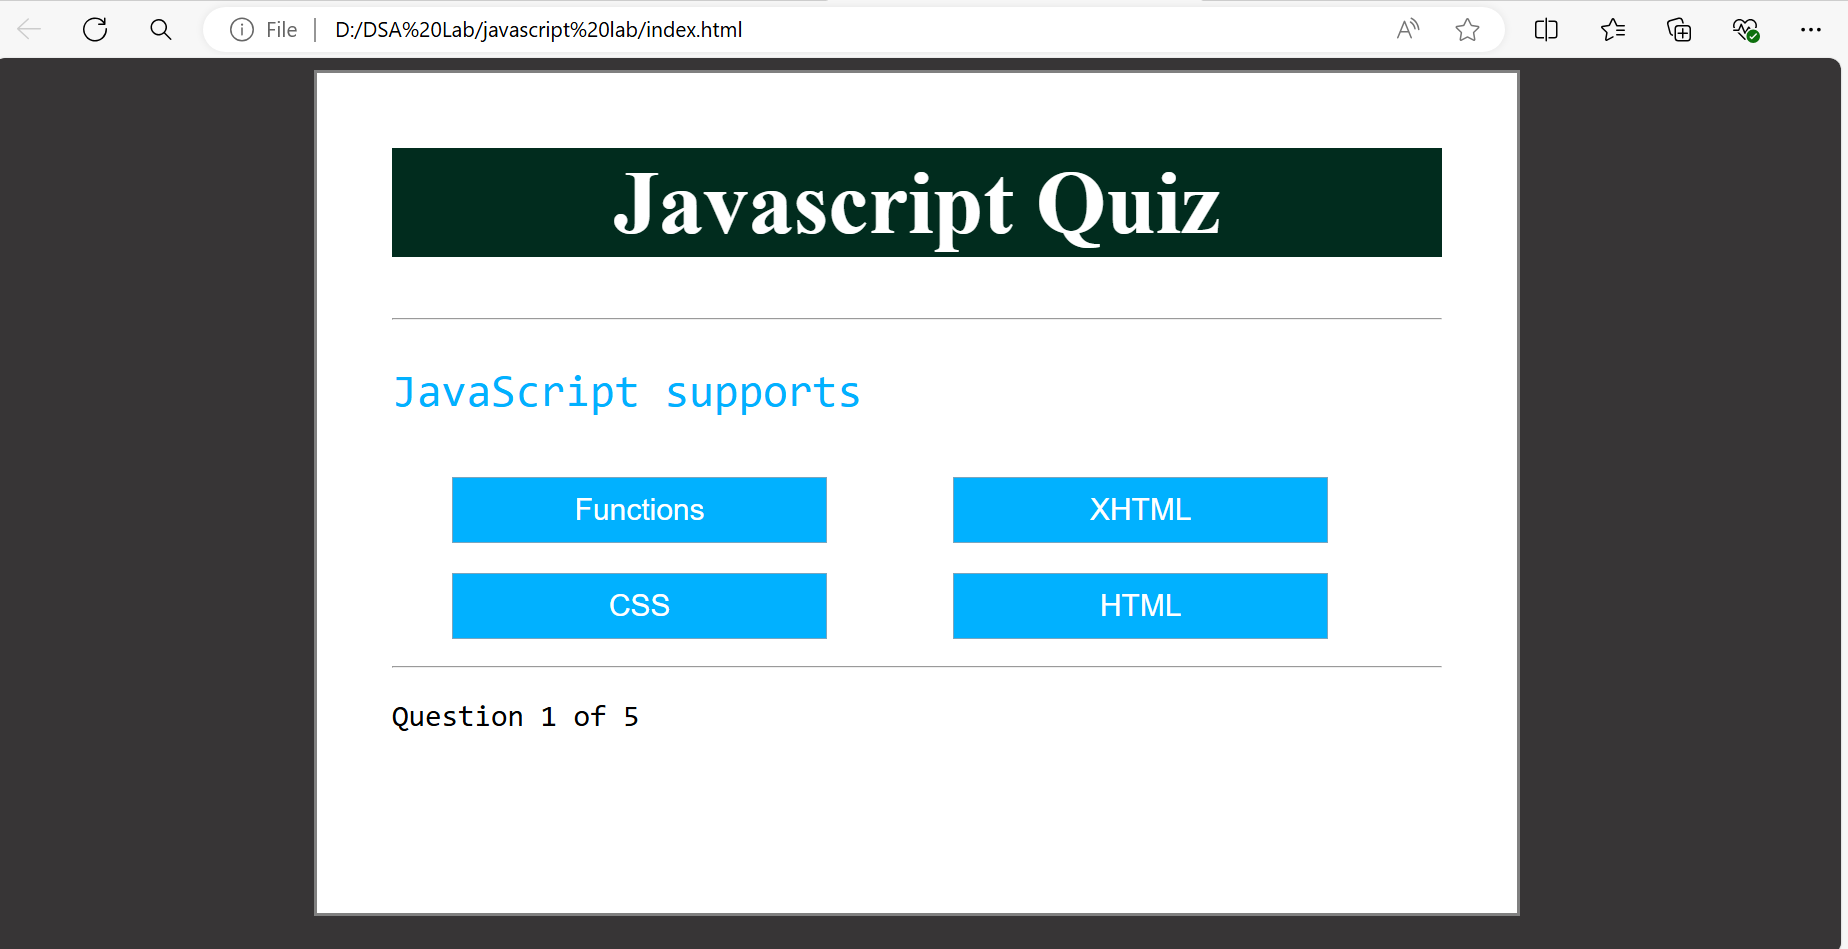 File | D:/DSA%20Lab/javascript%20lab/index.html
Javascript Quiz
JavaScript supports
Functions XHTML
CSS HTML
Question 1 of 5